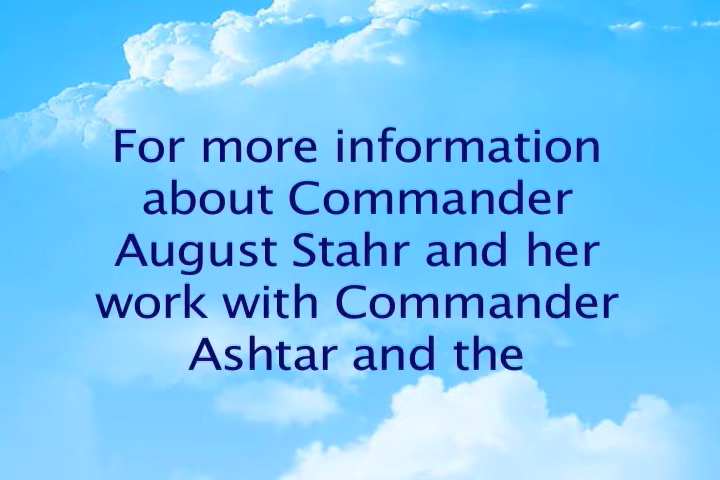 For more information
about Commander
August Stahr and her
work with Commander
Ashtar and the